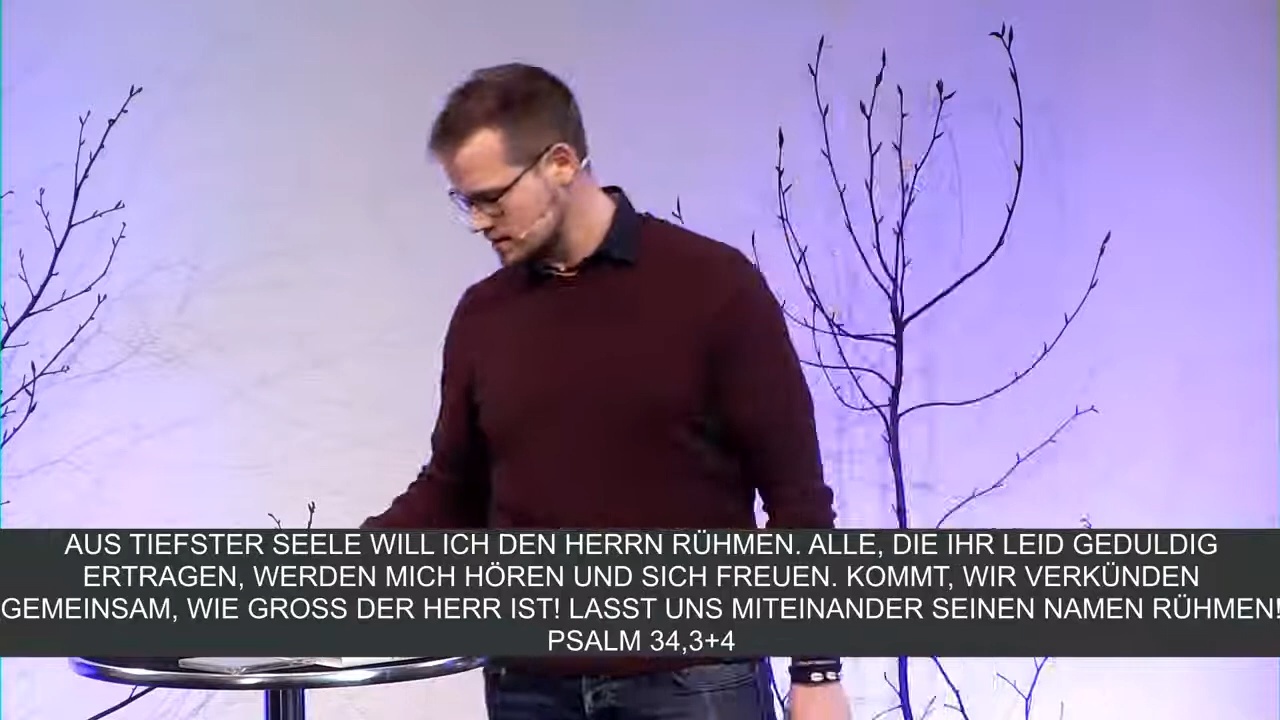 AUS TIEFSTER SEELE WILL ICH DEN HERRN RÜHMEN. ALLE, DIE IHR LEID GEDULDIG
ERTRAGEN, WERDEN MICH HÖREN UND SICH FREUEN. KOMMT, WIR VERKÜNDEN
GEMEINSAM, WIE GROSS DER HERR IST! LASST UNS MITEINANDER SEINEN NAMEN RÜHMEN!
PSALM 34,3+4